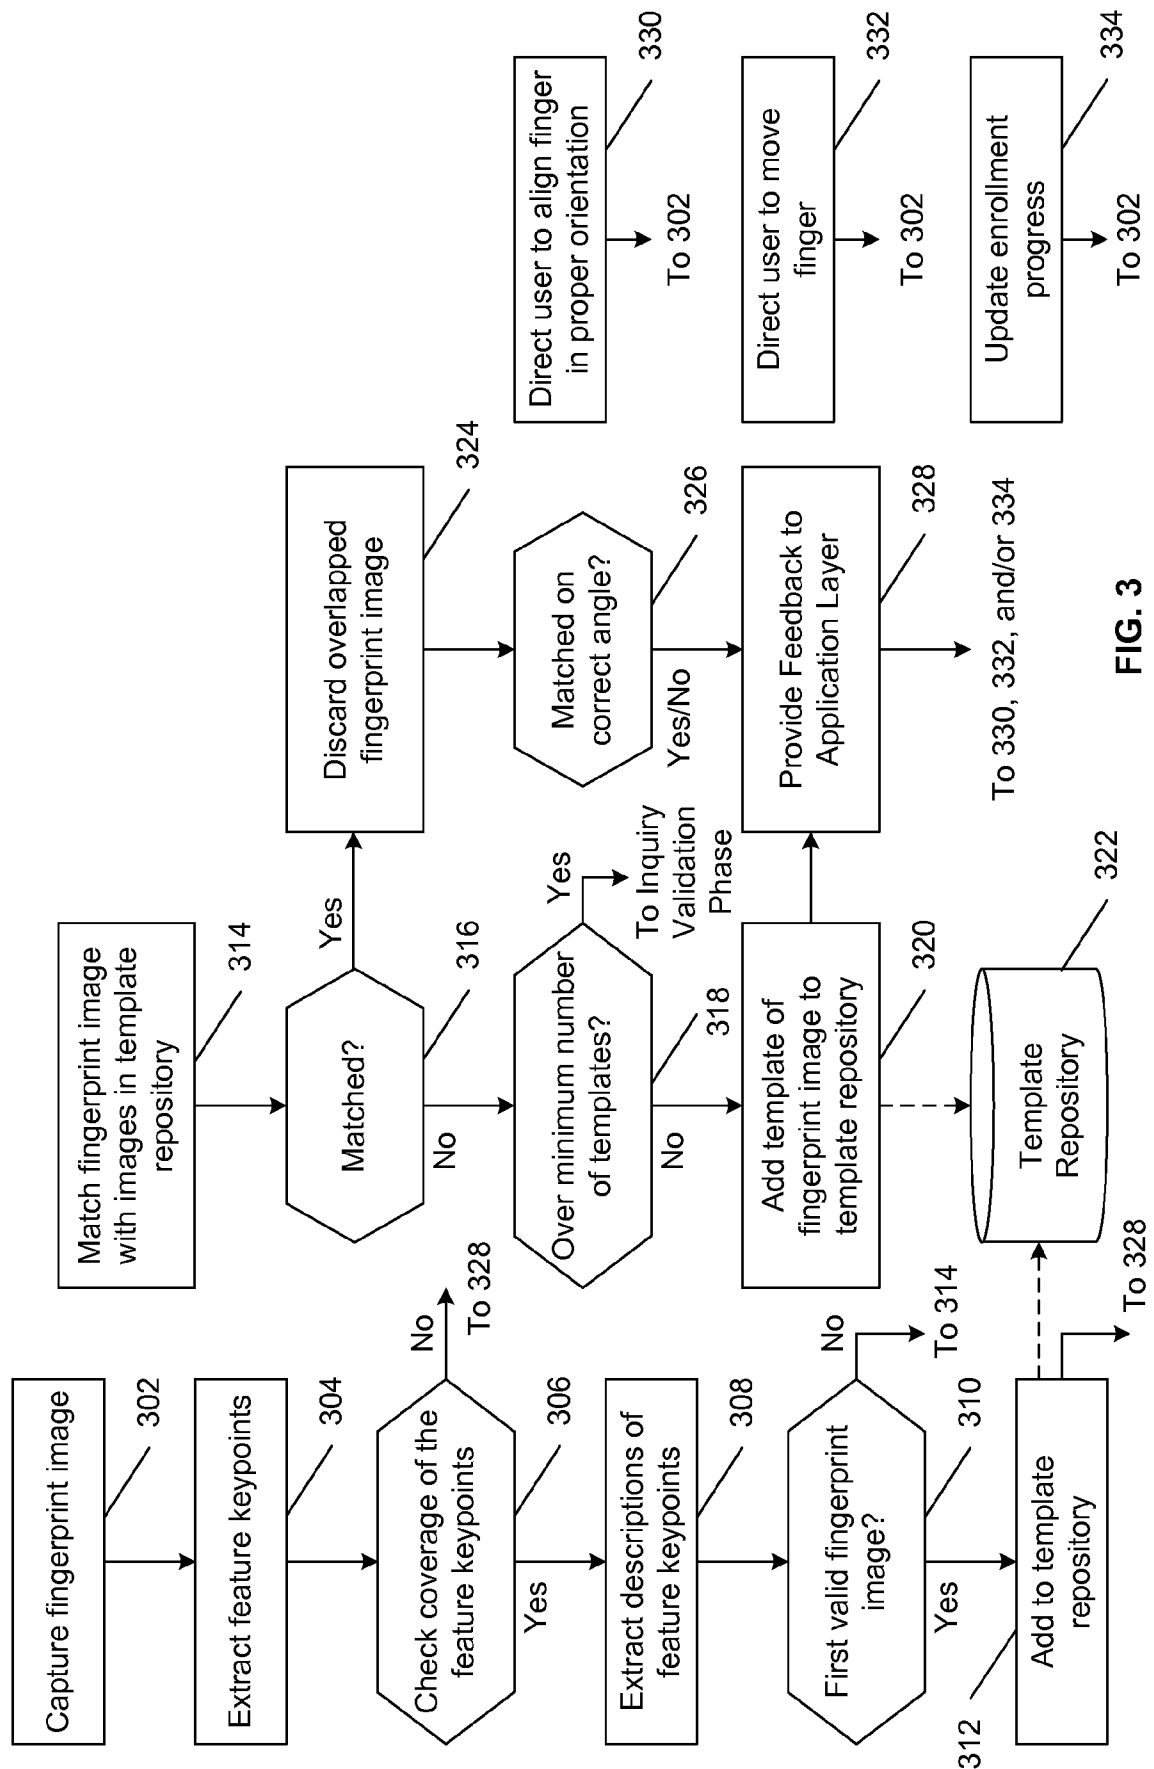 Capture fingerprint image
302
Extract feature keypoints
304
Check coverage of the
feature keypoints
306
No
To 328
Yes
Extract descriptions of
feature keypoints
308
First valid fingerprint
image?
310
No
To 314
Yes
312
Add to template
repository
To 328
Match fingerprint image
with images in template
repository
314
Matched?
316
Yes
No
Over minimum number
of templates?
318
Yes
To Inquiry
Validation
Phase
No
Add template of
fingerprint image to
template repository
320
Template
Repository
322
Discard overlapped
fingerprint image
324
Matched on
correct angle?
326
Yes/No
Provide Feedback to
Application Layer
328
To 330, 332, and/or 334
Direct user to align finger
in proper orientation
330
To 302
Direct user to move
finger
332
To 302
Update enrollment
progress
334
To 302
FIG. 3